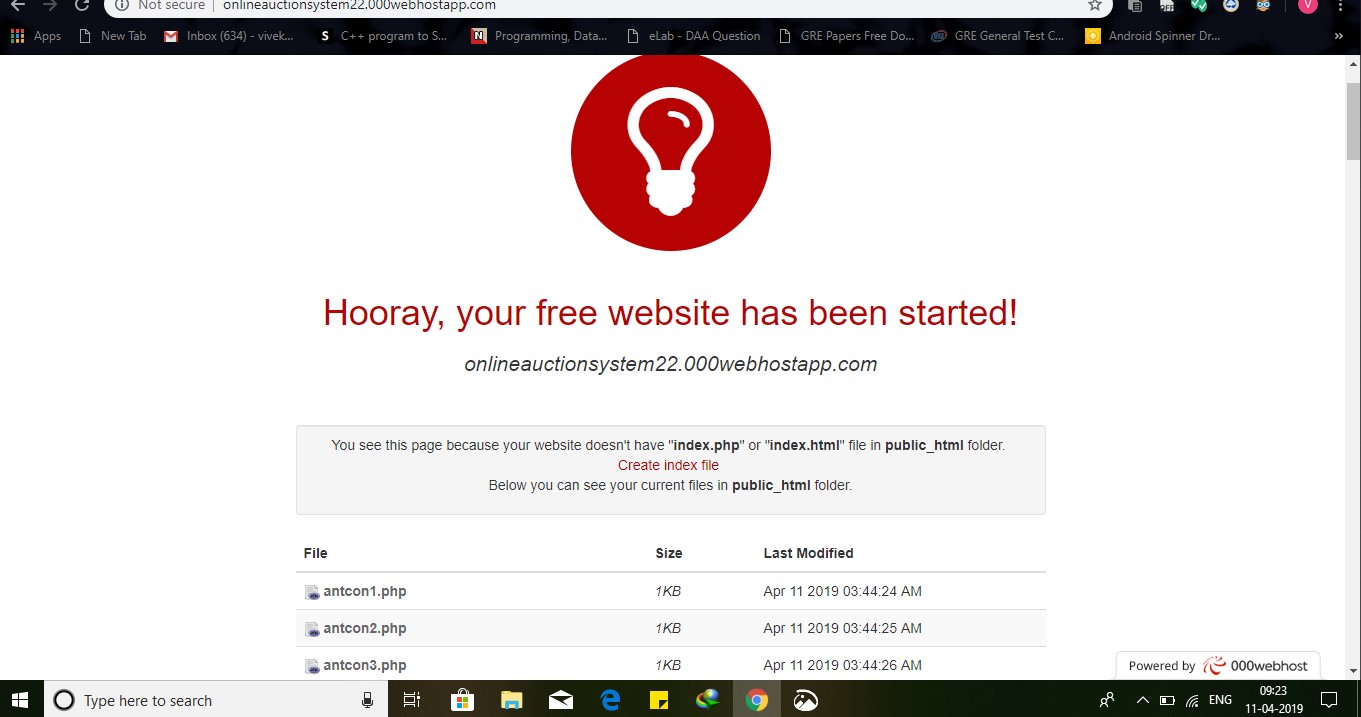 Not secure | onlineauctionsystem22.000webhostapp.com
OFF
V
Apps New Tab Inbox (634) - vivek... S C++ program to S... N Programming, Data... eLab - DAA Question GRE Papers Free Do... GRE General Test C... Android Spinner Dr... »
Hooray, your free website has been started!
onlineauctionsystem22.000webhostapp.com
You see this page because your website doesn't have "index.php" or "index.html" file in public_html folder.
Create index file
Below you can see your current files in public_html folder.
File Size Last Modified
antcon1.php 1KB Apr 11 2019 03:44:24 AM
antcon2.php 1KB Apr 11 2019 03:44:25 AM
antcon3.php 1KB Apr 11 2019 03:44:26 AM
Powered by 000webhost
Type here to search
ENG
09:23
11-04-2019